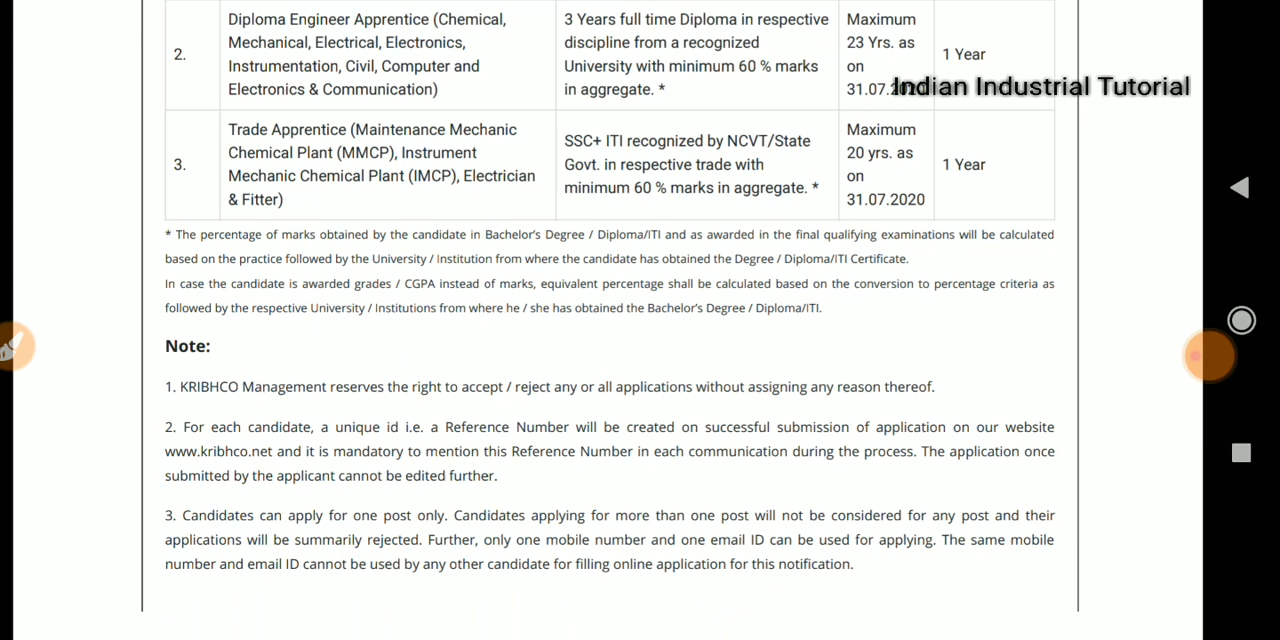 Diploma Engineer Apprentice (Chemical,
Mechanical, Electrical, Electronics,
Instrumentation, Civil, Computer and
Electronics & Communication)
2.
3 Years full time Diploma in respective
discipline from a recognized
University with minimum 60 % marks
in aggregate. *
Maximum
23 Yrs. as
on
31.07.2020
1 Year
Indian Industrial Tutorial
Trade Apprentice (Maintenance Mechanic
Chemical Plant (MMCP), Instrument
Mechanic Chemical Plant (IMCP), Electrician
& Fitter)
3.
SSC+ ITI recognized by NCVT/State
Govt. in respective trade with
minimum 60 % marks in aggregate. *
Maximum
20 yrs. as
on
31.07.2020
1 Year
* The percentage of marks obtained by the candidate in Bachelor's Degree / Diploma/ITI and as awarded in the final qualifying examinations will be calculated
based on the practice followed by the University / Institution from where the candidate has obtained the Degree / Diploma/ITI Certificate.
In case the candidate is awarded grades / CGPA instead of marks, equivalent percentage shall be calculated based on the conversion to percentage criteria as
followed by the respective University / Institutions from where he / she has obtained the Bachelor's Degree / Diploma/ITI.
Note:
1. KRIBHCO Management reserves the right to accept / reject any or all applications without assigning any reason thereof.
2. For each candidate, a unique id i.e. a Reference Number will be created on successful submission of application on our website
www.kribhco.net and it is mandatory to mention this Reference Number in each communication during the process. The application once
submitted by the applicant cannot be edited further.
3. Candidates can apply for one post only. Candidates applying for more than one post will not be considered for any post and their
applications will be summarily rejected. Further, only one mobile number and one email ID can be used for applying. The same mobile
number and email ID cannot be used by any other candidate for filling online application for this notification.